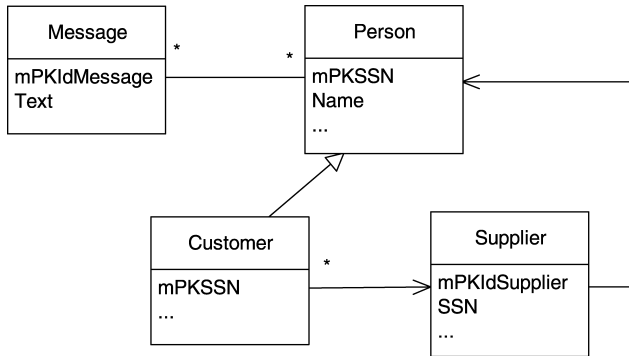 Message
mPKIdMessage
Text
*
*
Person
mPKSSN
Name
...
Customer
mPKSSN
...
*
Supplier
mPKIdSupplier
SSN
...